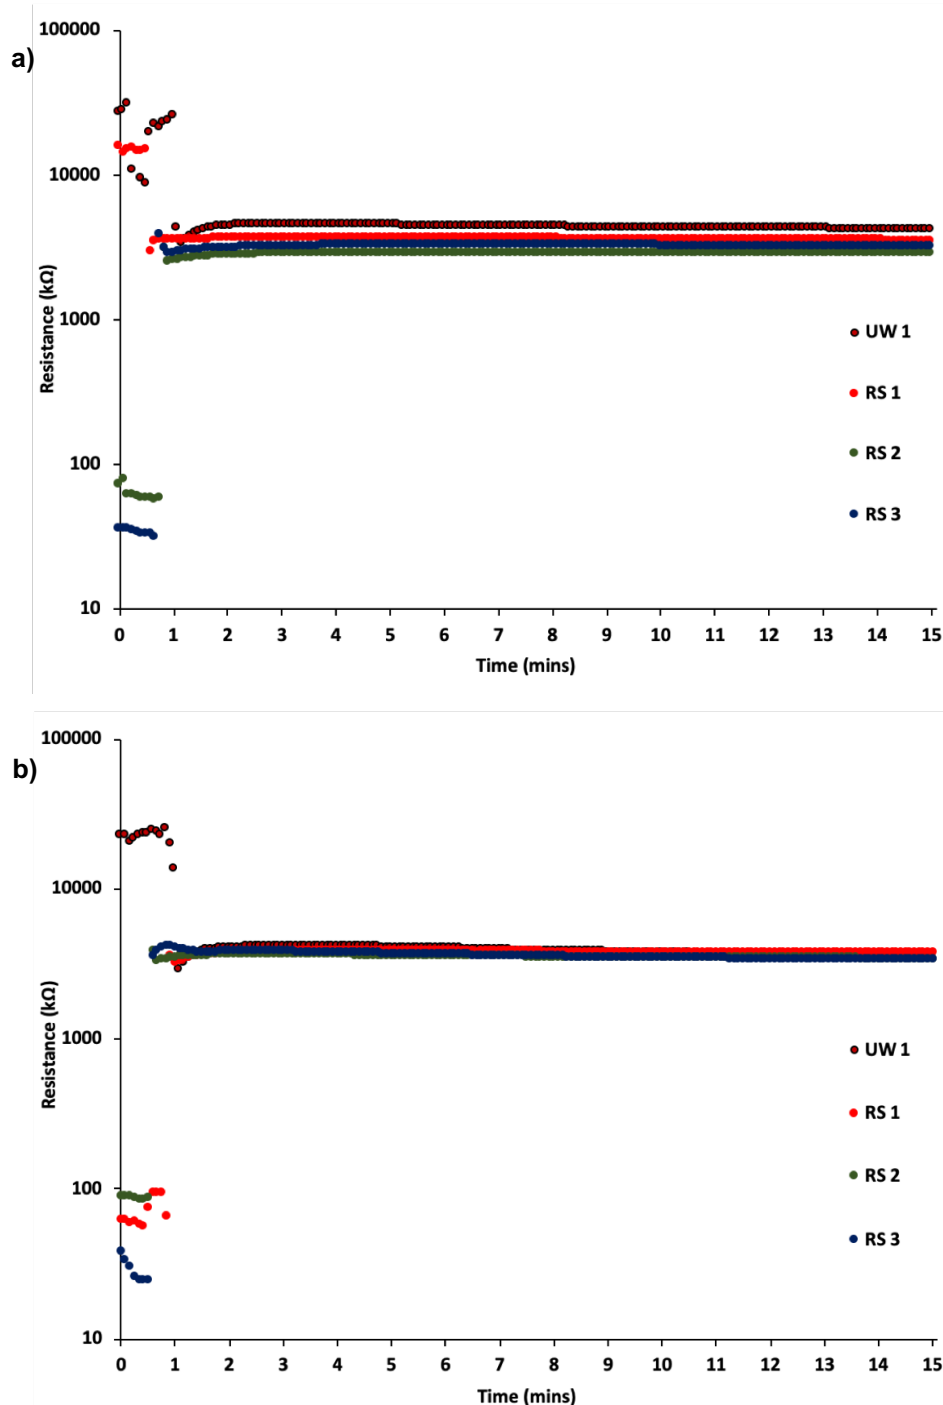 a)
100000
10000
1000
100
10
Resistance (kΩ)
0 1 2 3 4 5 6 7 8 9 10 11 12 13 14 15
Time (mins)
UW 1
RS 1
RS 2
RS 3
b)
100000
10000
1000
100
10
Resistance (kΩ)
0 1 2 3 4 5 6 7 8 9 10 11 12 13 14 15
Time (mins)
UW 1
RS 1
RS 2
RS 3